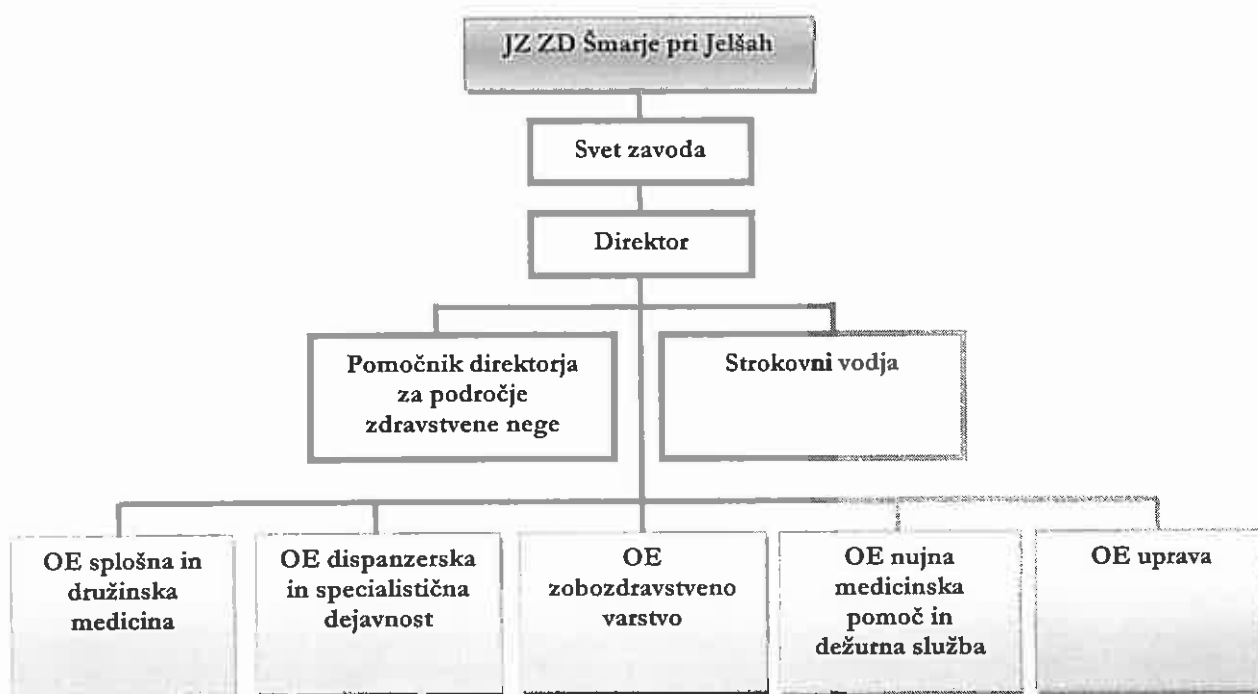 JZ ZD Šmarje pri Jelšah
Svet zavoda
Direktor
Pomočnik direktorja
za področje
zdravstvene nege
Strokovni vodja
OE splošna in
družinska
medicina
OE dispanzerska
in specialistična
dejavnost
OE
zobozdravstveno
varstvo
OE nujna
medicinska
pomoč in
dežurna služba
OE uprava